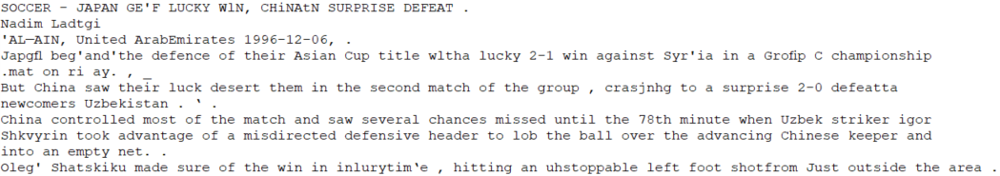 SOCCER - JAPAN GE'F LUCKY WlN, CHiNAtN SURPRISE DEFEAT .
Nadim Ladtgi
'AL—AIN, United ArabEmirates 1996-12-06, .
Japgfl beg'and'the defence of their Asian Cup title wltha lucky 2-1 win against Syr'ia in a Grofip C championship
.mat on ri ay. , _
But China saw their luck desert them in the second match of the group , crasjnhg to a surprise 2-0 defeatta
newcomers Uzbekistan . ‘ .
China controlled most of the match and saw several chances missed until the 78th minute when Uzbek striker igor
Shkvyrin took advantage of a misdirected defensive header to lob the ball over the advancing Chinese keeper and
into an empty net. .
Oleg' Shatskiku made sure of the win in inlurytim‘e , hitting an uhstoppable left foot shotfrom Just outside the area .